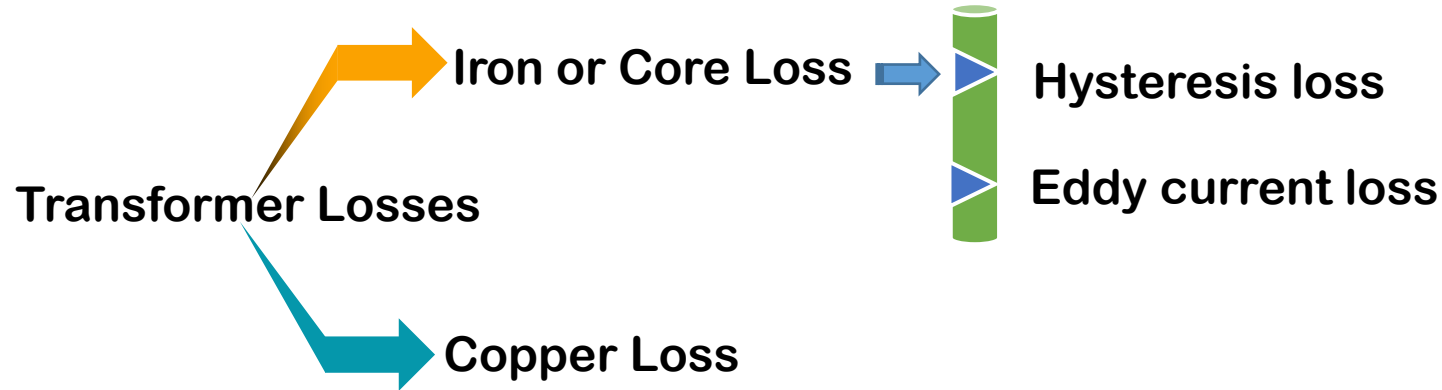 Iron or Core Loss
Hysteresis loss
Eddy current loss
Transformer Losses
Copper Loss